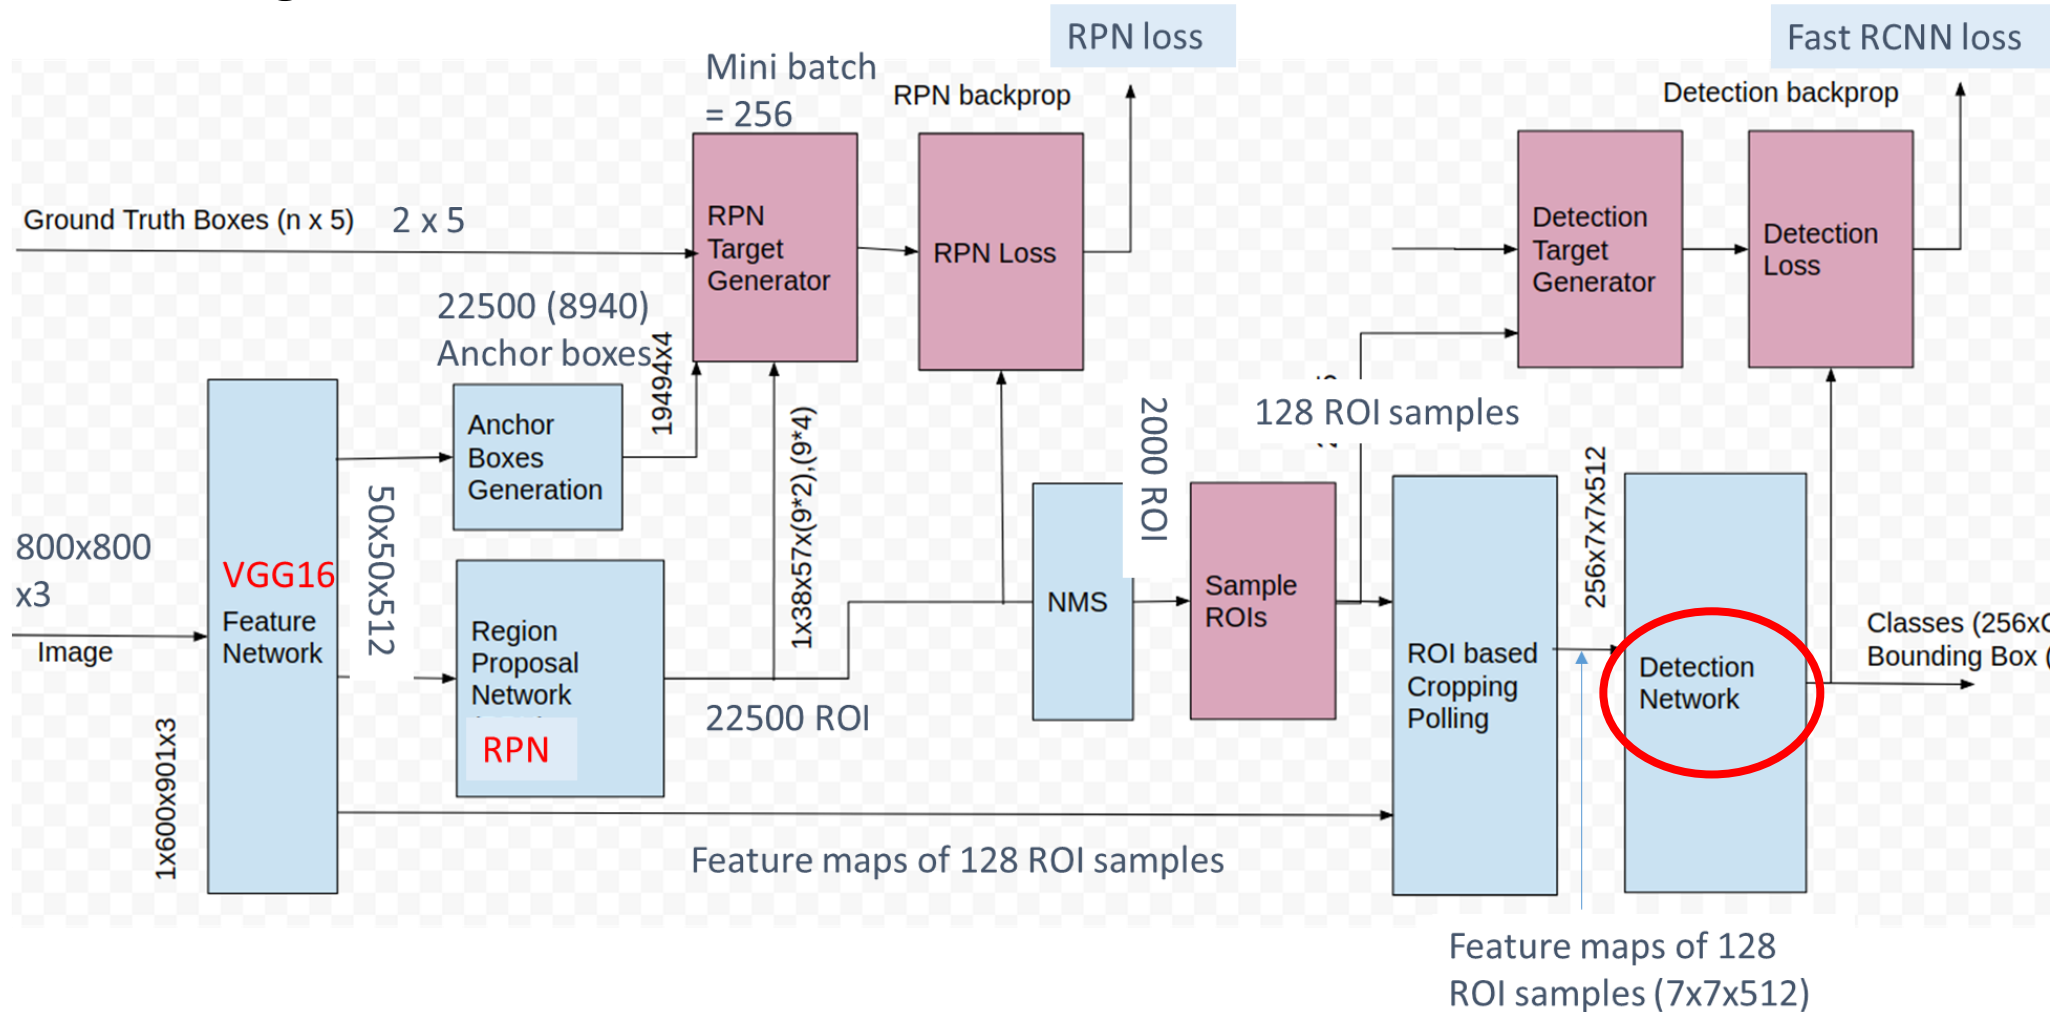 RPN loss
Fast RCNN loss
Mini batch
= 256
RPN backprop
Detection backprop
Ground Truth Boxes (n x 5)
2 x 5
RPN
Target
Generator
RPN Loss
Detection
Target
Generator
Detection
Loss
22500 (8940)
Anchor boxes
19494x4
Anchor
Boxes
Generation
1x38x57x(9*2),(9*4)
2000 ROI
128 ROI samples
256x7x7x512
800x800
x3
Image
VGG16
Feature
Network
50x50x512
1x600x901x3
Region
Proposal
Network
RPN
22500 ROI
NMS
Sample
ROIs
ROI based
Cropping
Polling
Detection
Network
Classes (256x
Bounding Box (
Feature maps of 128 ROI samples
Feature maps of 128
ROI samples (7x7x512)